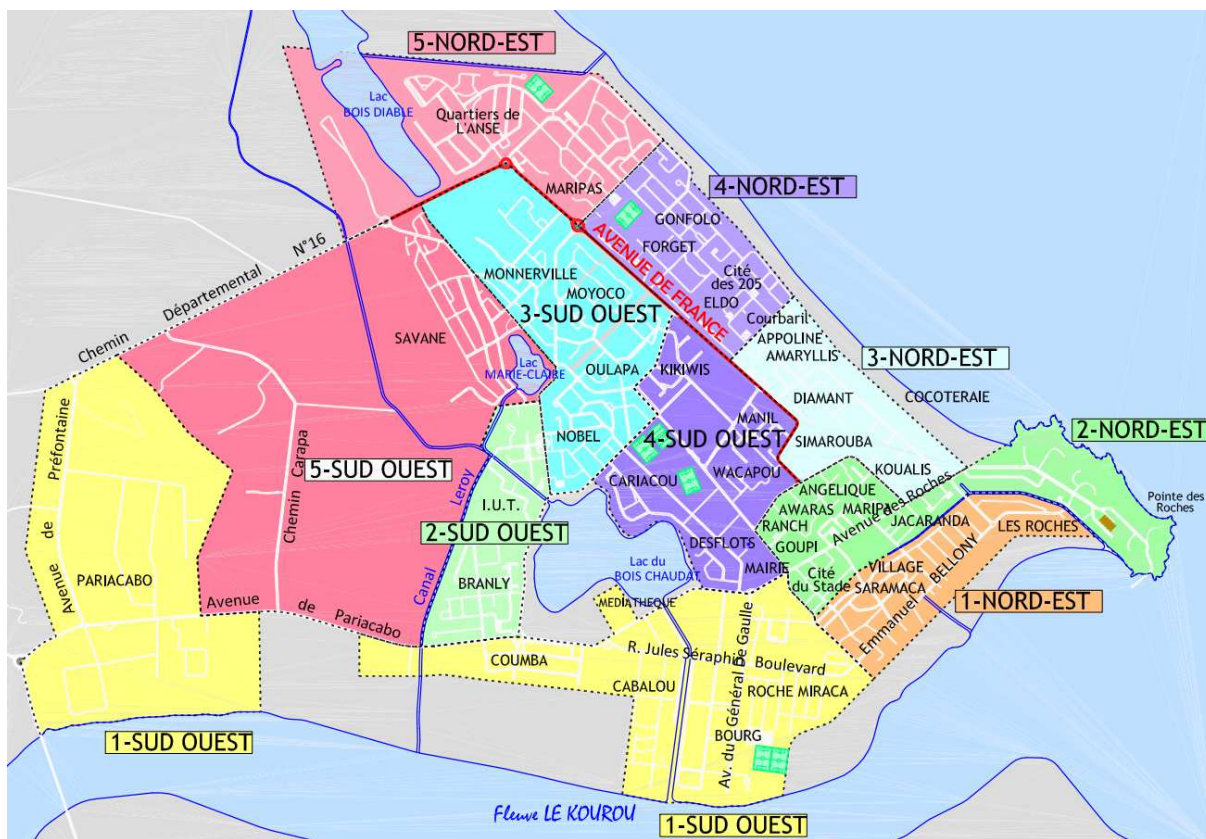 5-NORD-EST
Lac
BOIS DIABLE
Quartiers de
L'ANSE
MARIPAS
4-NORD-EST
GONFOLO
FORGET
Cité
des 205
ELDO
AVENUE DE FRANCE
Chemin Départemental N°16
MONNERVILLE
MOYOCO
3-SUD OUEST
Courbaril
APPOLINE
AMARYLLIS
3-NORD-EST
SAVANE
Lac
MARIE-CLAIRE
OULAPA
KIKIWIS
DIAMANT
COCOTERAIE
MANIL
SIMAROUBA
2-NORD-EST
NOBEL
4-SUD OUEST
Avenue de Préfontaine
Chemin Carapa
5-SUD OUEST
Canal Leroy
I.U.T.
2-SUD OUEST
CARIACOU
WACAPOU
KOUALIS
ANGELIQUE
AWARAS
MARIPA
RANCH
Avenue des Roches
JACARANDA
LES ROCHES
Pointe des
Roches
DESFLOTS
GOUPI
MAIRIE
Cité
du Stade
VILLAGE
SARAMACA
Emmanuel BELLONY
1-NORD-EST
PARIACABO
BRANLY
Lac du
BOIS CHAUDAT
MEDIATHEQUE
Avenue de Pariacabo
COUMBA
R. Jules Séraphin Boulevard
CABALOU
Av. du Général De Gaulle
ROCHE MIRACA
BOURG
1-SUD OUEST
Fleuve LE KOUROU
1-SUD OUEST